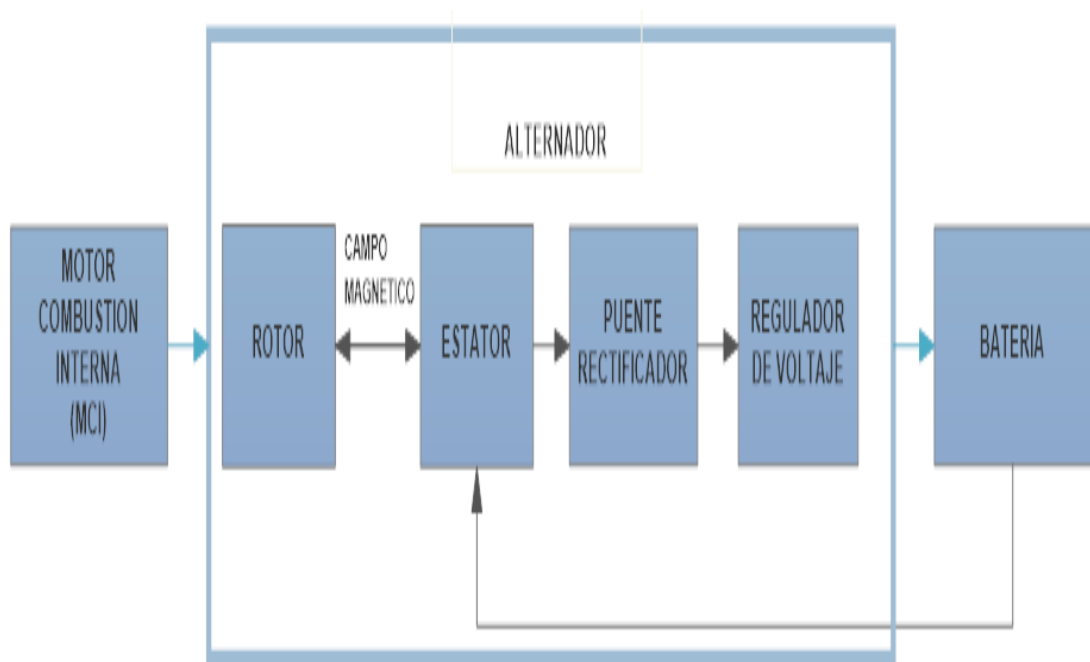 ALTERNADOR
MOTOR
COMBUSTION
INTERNA
(MCI)
ROTOR
CAMPO
MAGNETICO
ESTATOR
PUENTE
RECTIFICADOR
REGULADOR
DE VOLTAJE
BATERIA